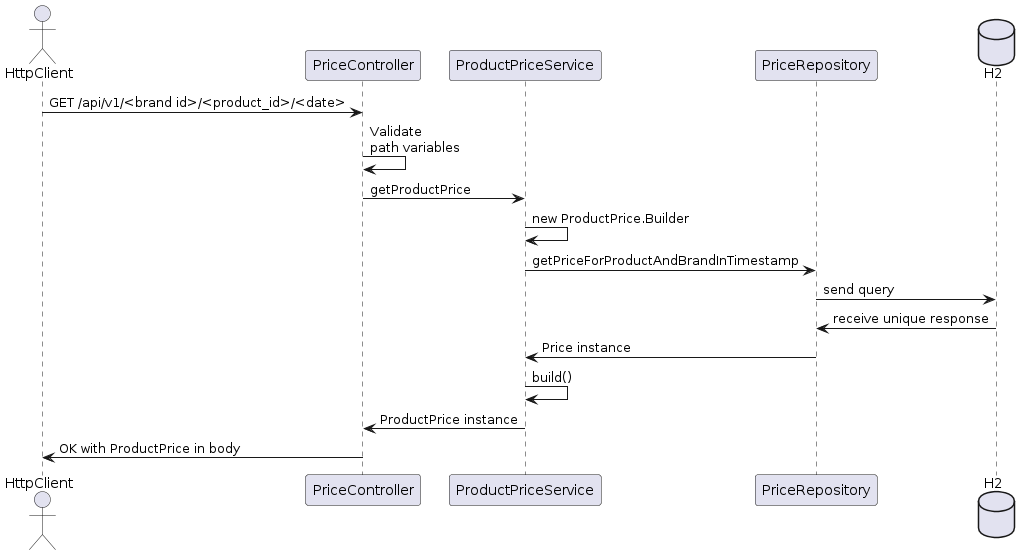 HttpClient
PriceController
ProductPriceService
PriceRepository
H2
GET /api/v1/<brand id>/<product_id>/<date>
Validate
path variables
getProductPrice
new ProductPrice.Builder
getPriceForProductAndBrandInTimestamp
send query
receive unique response
Price instance
build()
ProductPrice instance
OK with ProductPrice in body
HttpClient
PriceController
ProductPriceService
PriceRepository
H2